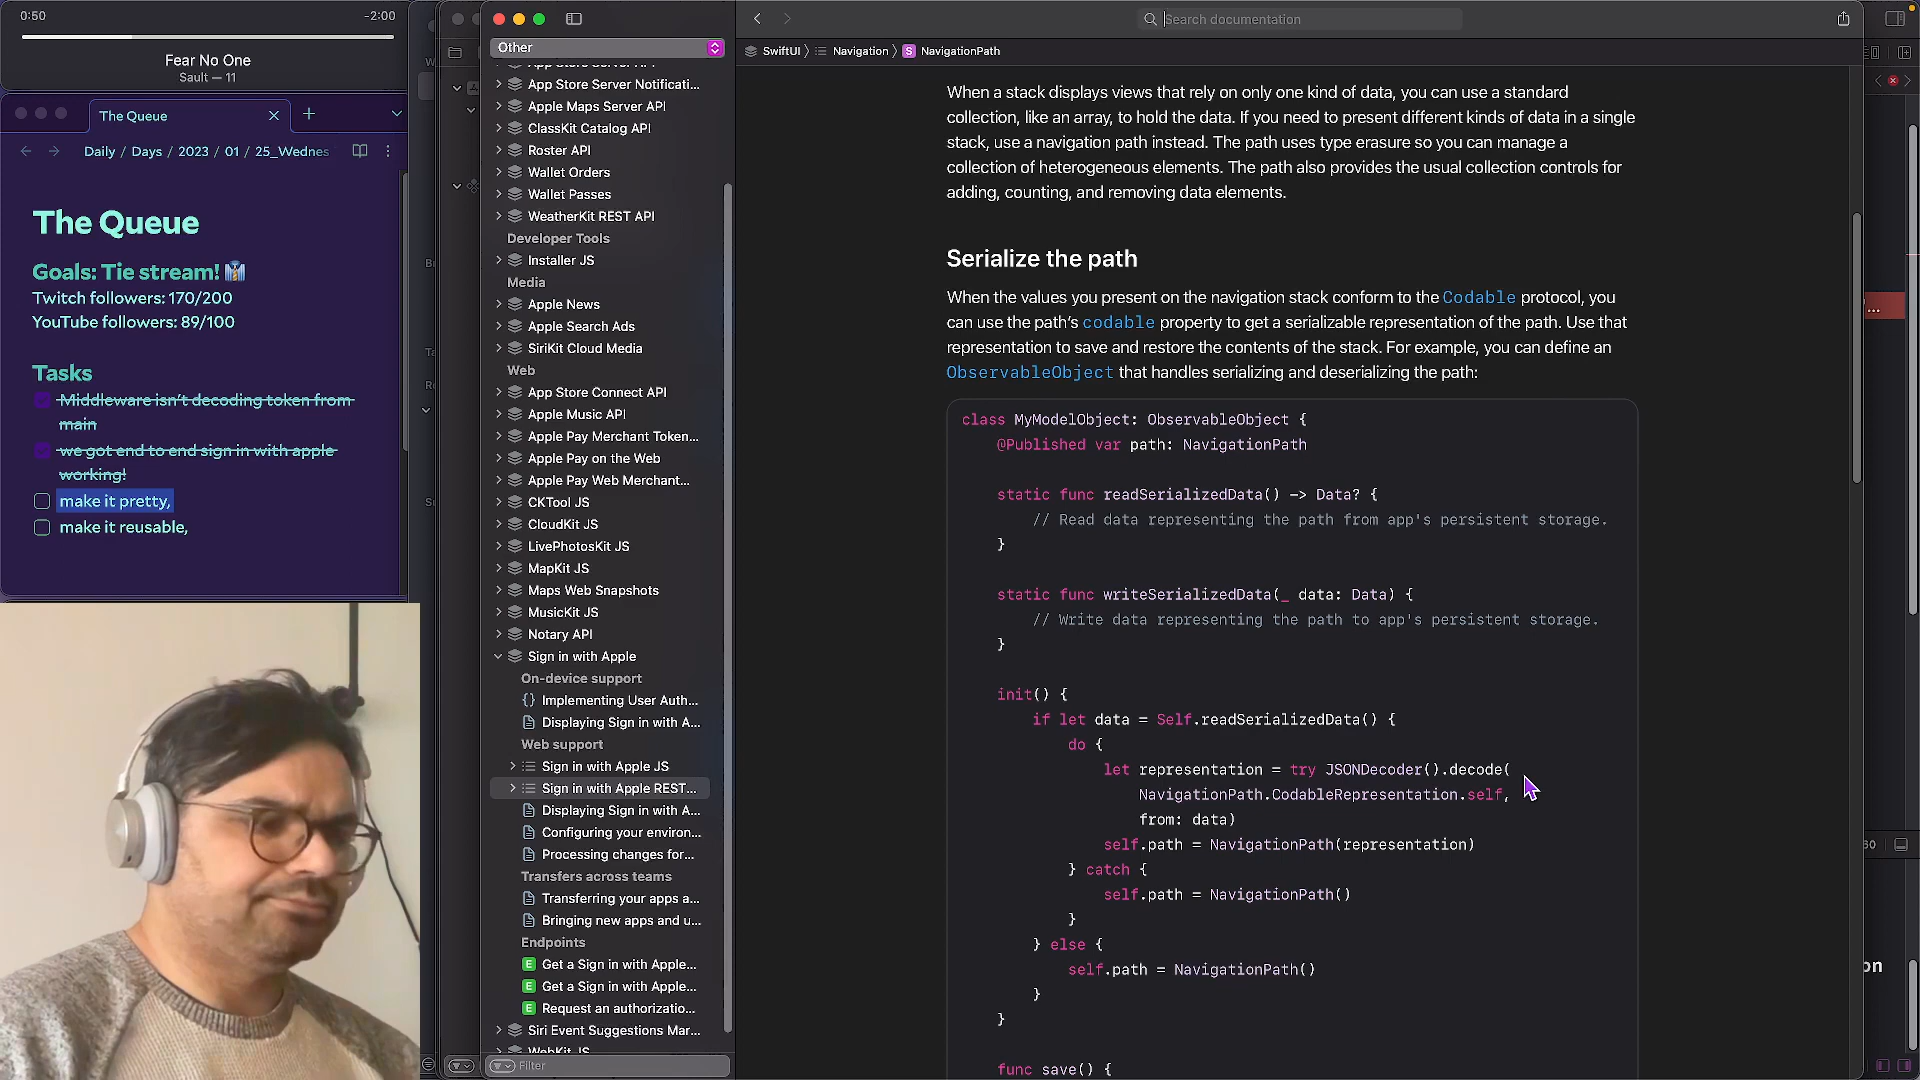 0:50
-2:00
Fear No One
Sault — 11
The Queue
Daily / Days / 2023 / 01 / 25_Wednes
The Queue
Goals: Tie stream! 👔
Twitch followers: 170/200
YouTube followers: 89/100
Tasks
Middleware isn't decoding token from
main
we got end to end sign in with apple
working!
make it pretty,
make it reusable,
Other
App Store Server API
App Store Server Notificati...
Apple Maps Server API
ClassKit Catalog API
Roster API
Wallet Orders
Wallet Passes
WeatherKit REST API
Developer Tools
Installer JS
Media
Apple News
Apple Search Ads
SiriKit Cloud Media
Web
App Store Connect API
Apple Music API
Apple Pay Merchant Token...
Apple Pay on the Web
Apple Pay Web Merchant...
CKTool JS
CloudKit JS
LivePhotosKit JS
MapKit JS
Maps Web Snapshots
MusicKit JS
Notary API
Sign in with Apple
On-device support
Implementing User Auth...
Displaying Sign in with A...
Web support
Sign in with Apple JS
Sign in with Apple REST...
Displaying Sign in with A...
Configuring your environ...
Processing changes for...
Transfers across teams
Transferring your apps a...
Bringing new apps and u...
Endpoints
E Get a Sign in with Apple...
E Get a Sign in with Apple...
E Request an authorizatio...
Siri Event Suggestions Mar...
WebKit JS
Filter
Search documentation
SwiftUI
Navigation
S NavigationPath
When a stack displays views that rely on only one kind of data, you can use a standard
collection, like an array, to hold the data. If you need to present different kinds of data in a single
stack, use a navigation path instead. The path uses type erasure so you can manage a
collection of heterogeneous elements. The path also provides the usual collection controls for
adding, counting, and removing data elements.
Serialize the path
When the values you present on the navigation stack conform to the Codable protocol, you
can use the path's codable property to get a serializable representation of the path. Use that
representation to save and restore the contents of the stack. For example, you can define an
ObservableObject that handles serializing and deserializing the path:
class MyModelObject: ObservableObject {
@Published var path: NavigationPath
static func readSerializedData() -> Data? {
// Read data representing the path from app's persistent storage.
}
static func writeSerializedData(_ data: Data) {
// Write data representing the path to app's persistent storage.
}
init() {
if let data = Self.readSerializedData() {
do {
let representation = try JSONDecoder().decode(
NavigationPath.CodableRepresentation.self,
from: data)
self.path = NavigationPath(representation)
} catch {
self.path = NavigationPath()
}
} else {
self.path = NavigationPath()
}
}
func save() {